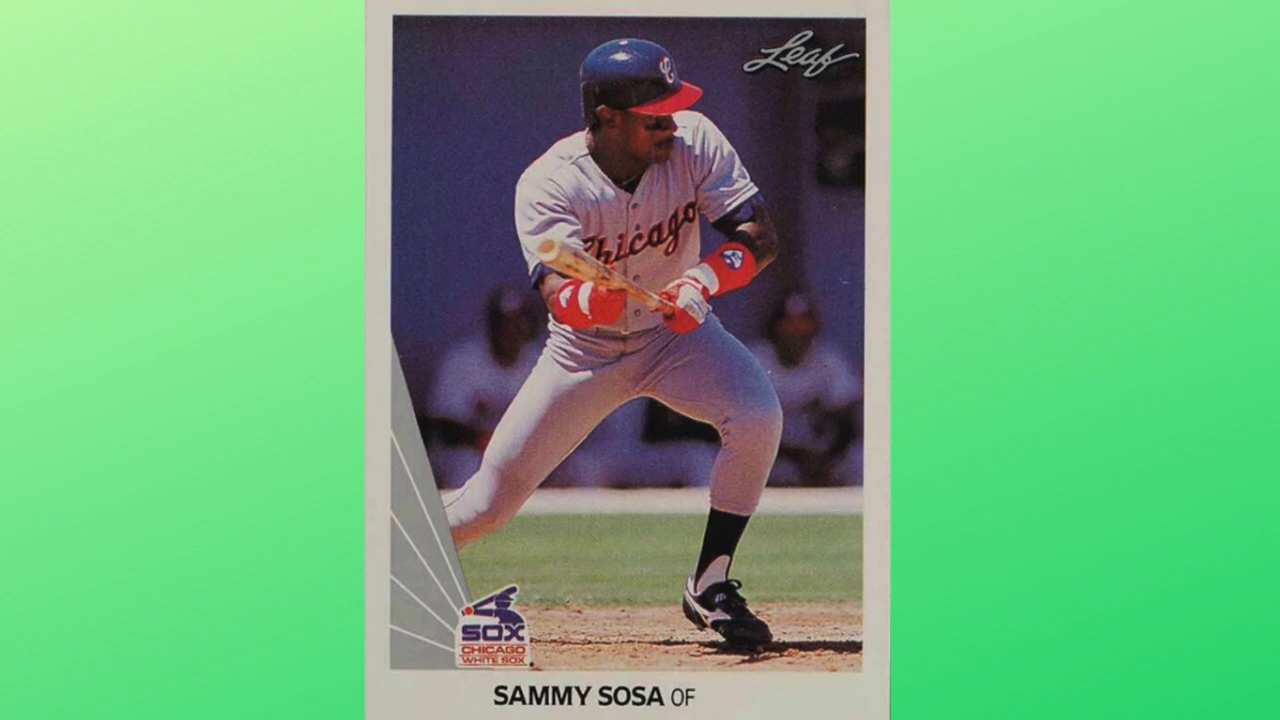 Leaf
C
Chicago
SOX
CHICAGO
WHITE SOX
SAMMY SOSA OF